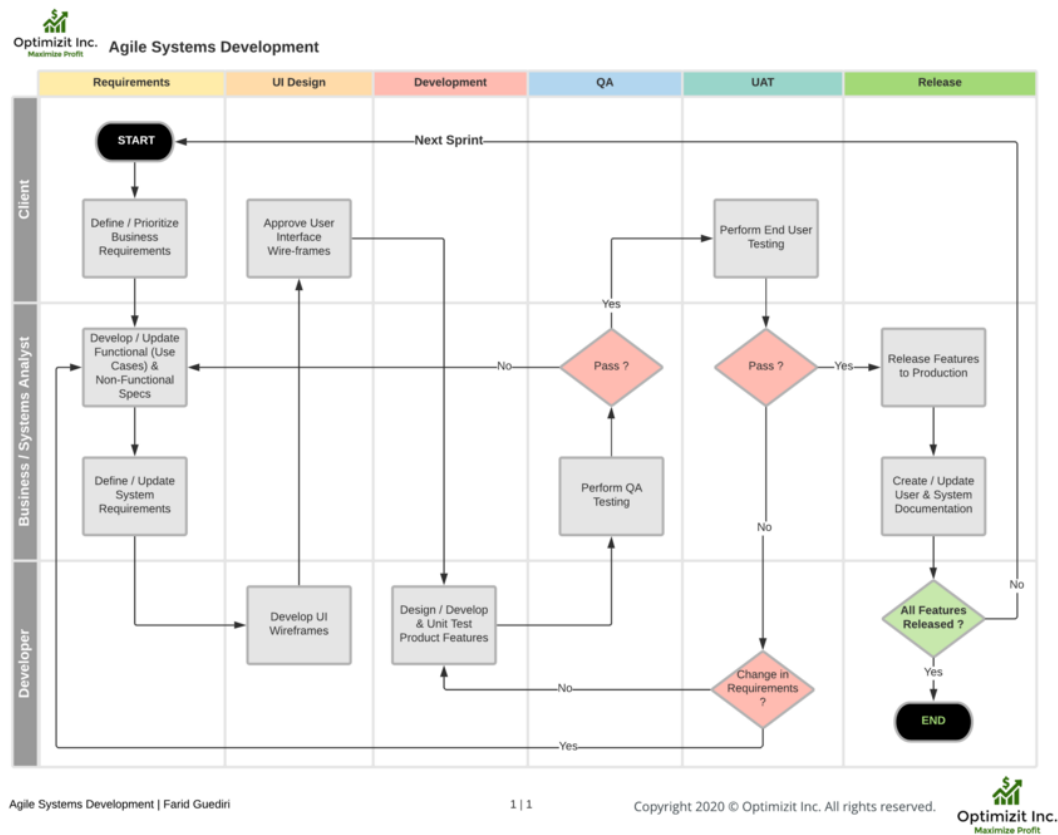 Optimizit Inc.
Maximize Profit
Agile Systems Development
Requirements
UI Design
Development
QA
UAT
Release
Client
START
Next Sprint
Define / Prioritize
Business
Requirements
Approve User
Interface
Wire-frames
Perform End User
Testing
Yes
Business / Systems Analyst
Develop / Update
Functional (Use
Cases) &
Non-Functional
Specs
No
Pass ?
Pass ?
Yes
Release Features
to Production
Define / Update
System
Requirements
Perform QA
Testing
Create / Update
User & System
Documentation
No
Developer
Develop UI
Wireframes
Design / Develop
& Unit Test
Product Features
All Features
Released ?
No
Yes
Change in
Requirements
?
No
Yes
END
Agile Systems Development | Farid Guediri
1 | 1
Copyright 2020 © Optimizit Inc. All rights reserved.
Optimizit Inc.
Maximize Profit